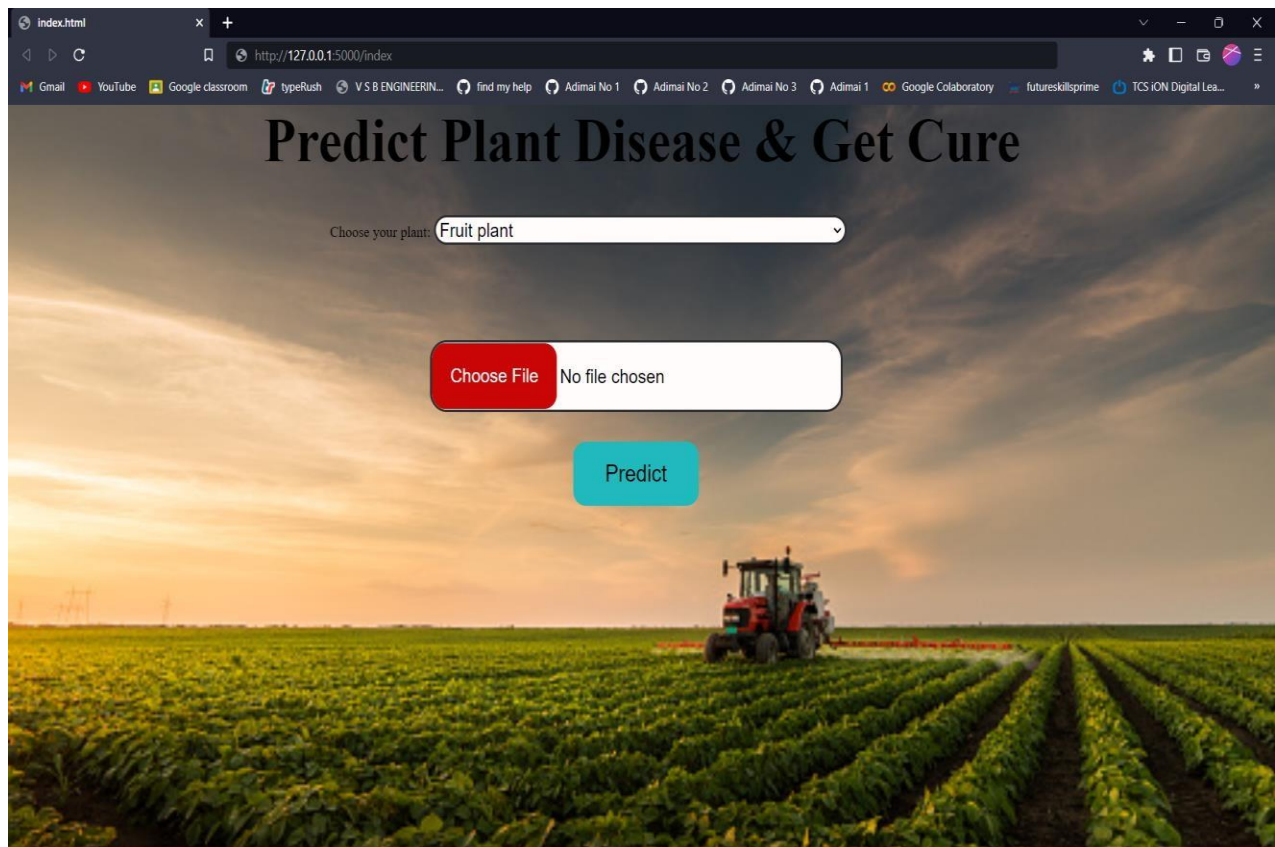 index.html
http://127.0.0.1:5000/index
Gmail YouTube Google classroom typeRush V S B ENGINEERIN... find my help Adimai No 1 Adimai No 2 Adimai No 3 Adimai 1 Google Colaboratory futureskillsprime TCS iON Digital Lea... »
Predict Plant Disease & Get Cure
Choose your plant: Fruit plant
Choose File No file chosen
Predict